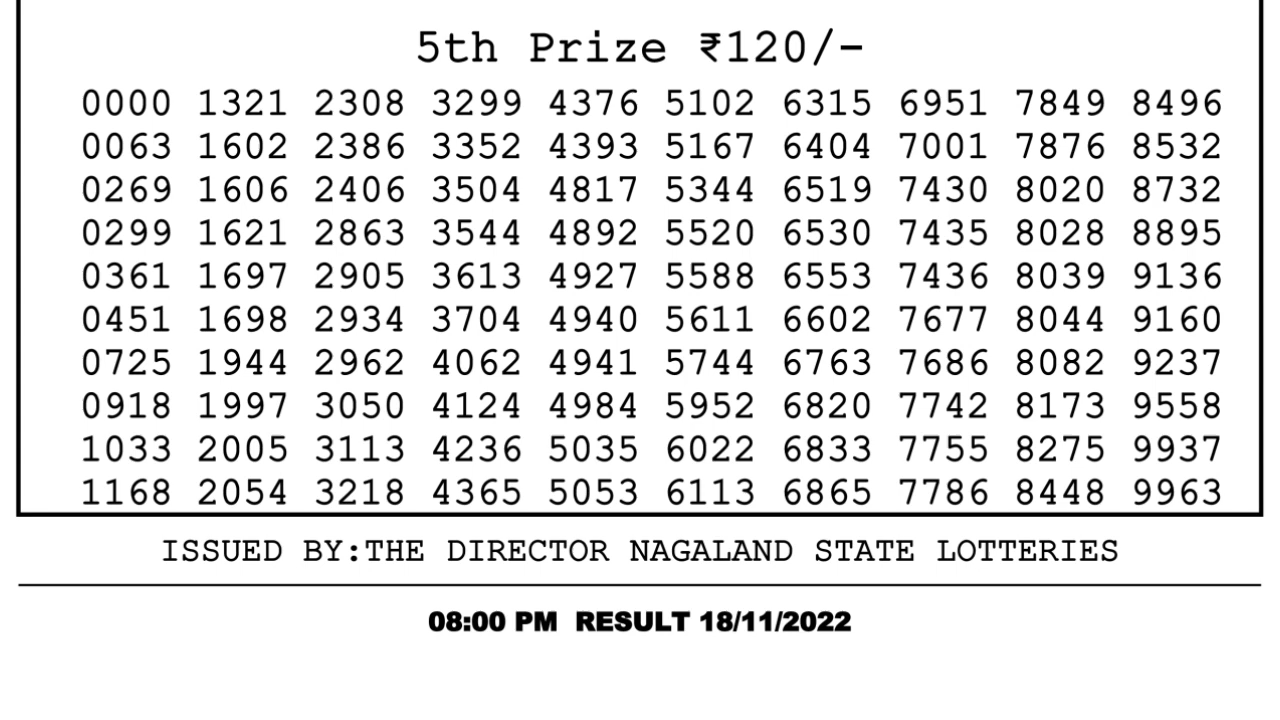 5th Prize ₹120/-
0000 1321 2308 3299 4376 5102 6315 6951 7849 8496
0063 1602 2386 3352 4393 5167 6404 7001 7876 8532
0269 1606 2406 3504 4817 5344 6519 7430 8020 8732
0299 1621 2863 3544 4892 5520 6530 7435 8028 8895
0361 1697 2905 3613 4927 5588 6553 7436 8039 9136
0451 1698 2934 3704 4940 5611 6602 7677 8044 9160
0725 1944 2962 4062 4941 5744 6763 7686 8082 9237
0918 1997 3050 4124 4984 5952 6820 7742 8173 9558
1033 2005 3113 4236 5035 6022 6833 7755 8275 9937
1168 2054 3218 4365 5053 6113 6865 7786 8448 9963
ISSUED BY:THE DIRECTOR NAGALAND STATE LOTTERIES
08:00 PM RESULT 18/11/2022